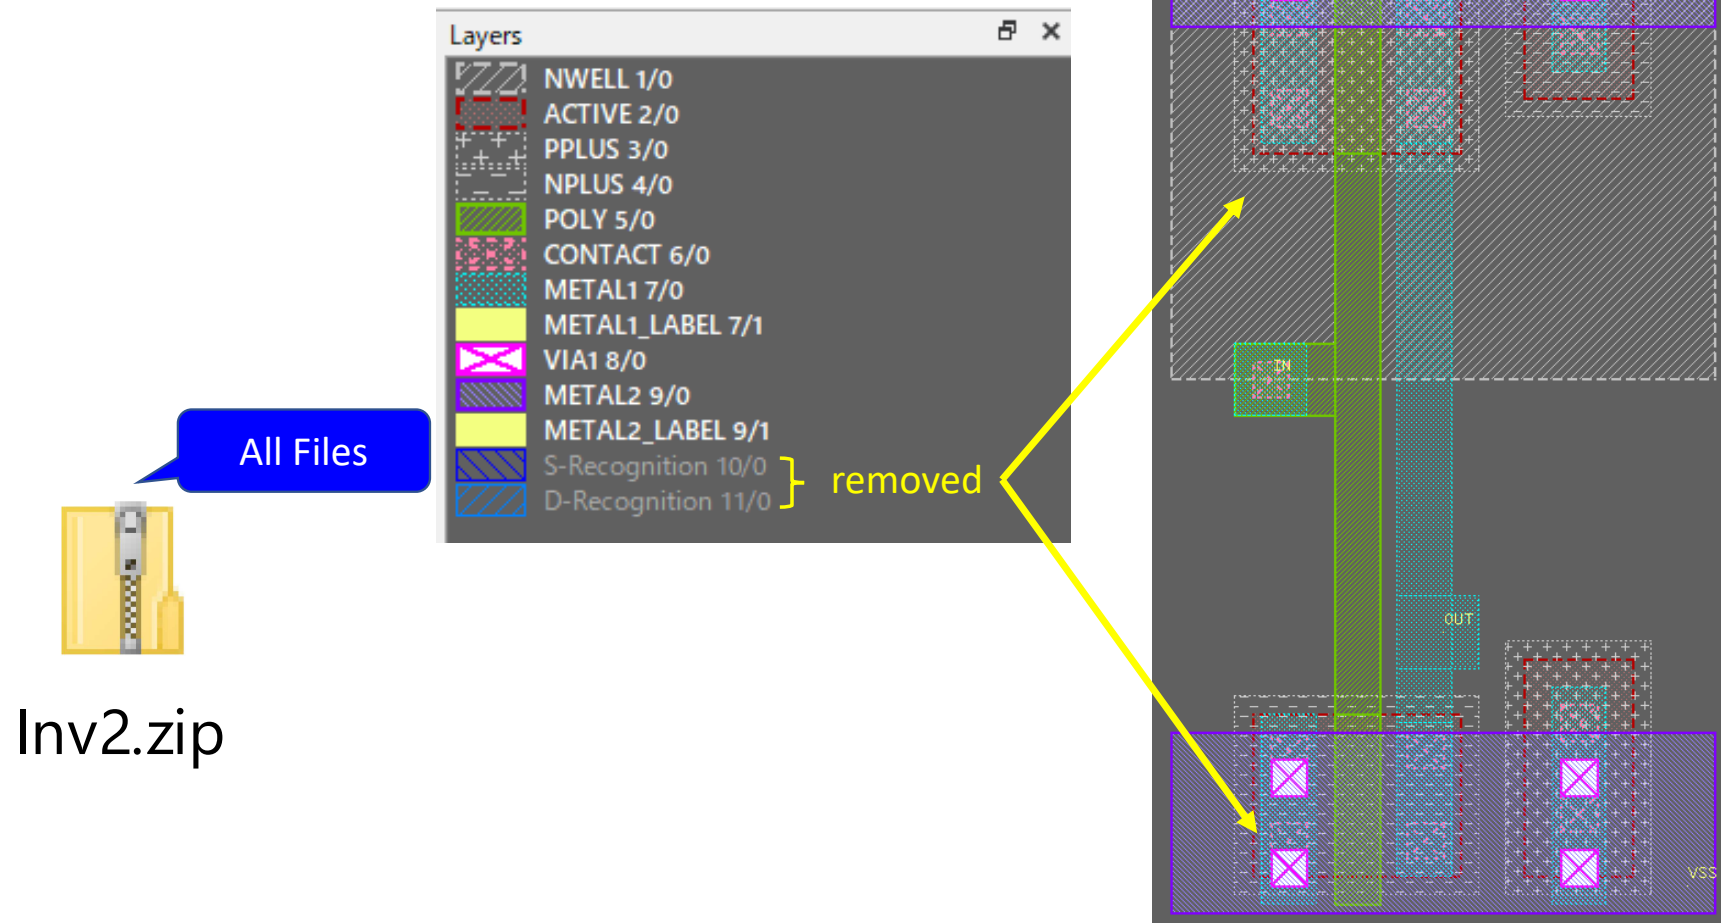 Layers
NWELL 1/0
ACTIVE 2/0
PPLUS 3/0
NPLUS 4/0
POLY 5/0
CONTACT 6/0
METAL1 7/0
METAL1_LABEL 7/1
VIA1 8/0
METAL2 9/0
METAL2_LABEL 9/1
S-Recognition 10/0
D-Recognition 11/0
removed
All Files
Inv2.zip
IN
OUT
VSS